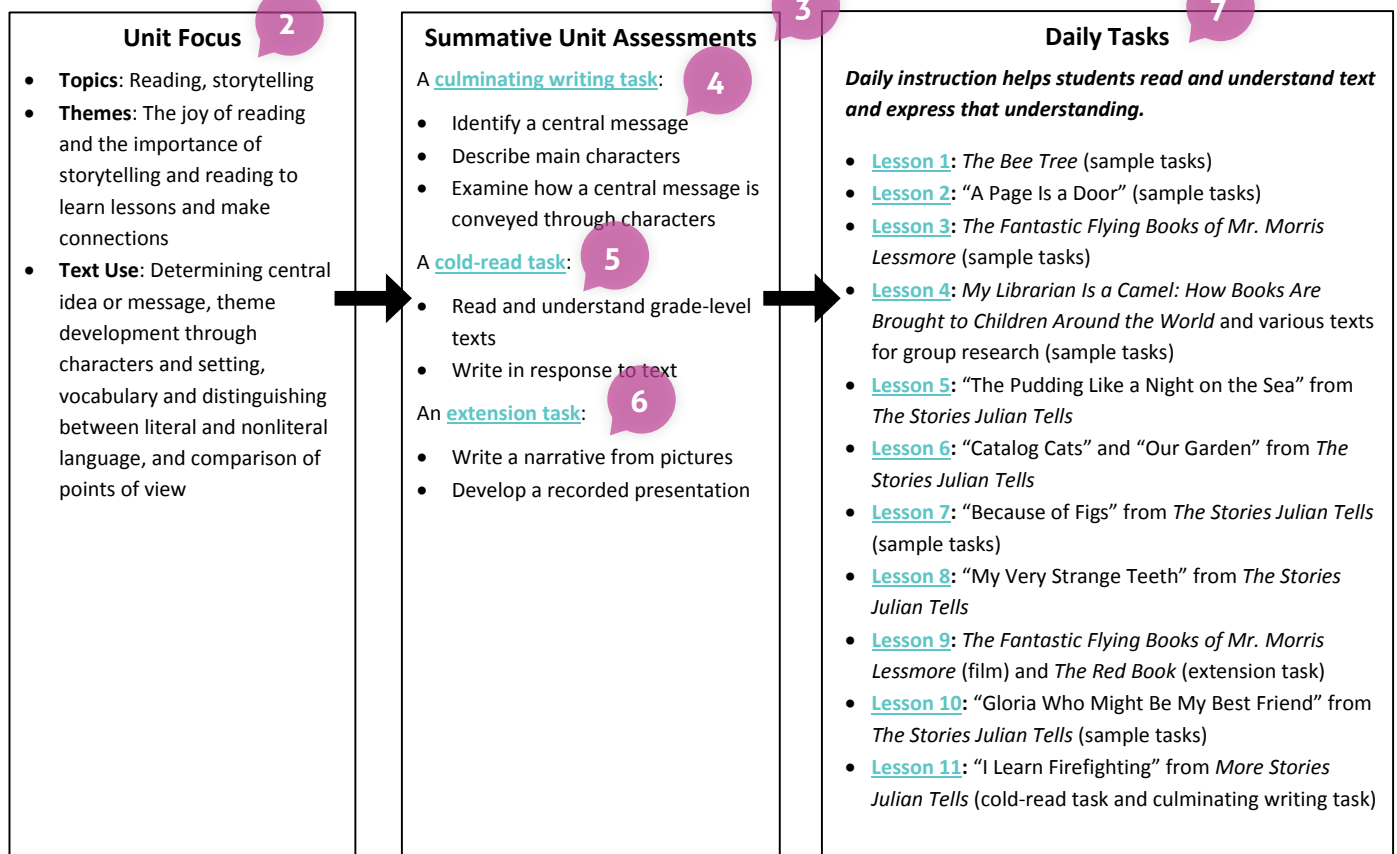 2
Unit Focus
• Topics: Reading, storytelling
• Themes: The joy of reading
and the importance of
storytelling and reading to
learn lessons and make
connections
• Text Use: Determining central
idea or message, theme
development through
characters and setting,
vocabulary and distinguishing
between literal and nonliteral
language, and comparison of
points of view
3
Summative Unit Assessments
A culminating writing task:
4
• Identify a central message
• Describe main characters
• Examine how a central message is
conveyed through characters
A cold-read task:
5
• Read and understand grade-level
texts
• Write in response to text
An extension task:
6
• Write a narrative from pictures
• Develop a recorded presentation
7
Daily Tasks
Daily instruction helps students read and understand text
and express that understanding.
• Lesson 1: The Bee Tree (sample tasks)
• Lesson 2: “A Page Is a Door” (sample tasks)
• Lesson 3: The Fantastic Flying Books of Mr. Morris
Lessmore (sample tasks)
• Lesson 4: My Librarian Is a Camel: How Books Are
Brought to Children Around the World and various texts
for group research (sample tasks)
• Lesson 5: “The Pudding Like a Night on the Sea” from
The Stories Julian Tells
• Lesson 6: “Catalog Cats” and “Our Garden” from The
Stories Julian Tells
• Lesson 7: “Because of Figs” from The Stories Julian Tells
(sample tasks)
• Lesson 8: “My Very Strange Teeth” from The Stories
Julian Tells
• Lesson 9: The Fantastic Flying Books of Mr. Morris
Lessmore (film) and The Red Book (extension task)
• Lesson 10: “Gloria Who Might Be My Best Friend” from
The Stories Julian Tells (sample tasks)
• Lesson 11: “I Learn Firefighting” from More Stories
Julian Tells (cold-read task and culminating writing task)